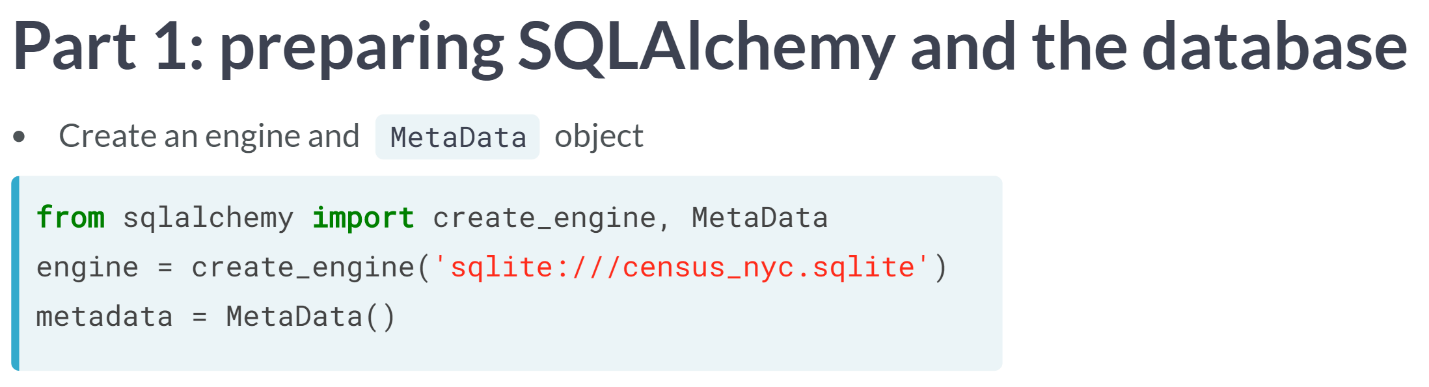 Part 1: preparing SQLAlchemy and the database
• Create an engine and MetaData object
from sqlalchemy import create_engine, MetaData
engine = create_engine('sqlite:///census_nyc.sqlite')
metadata = MetaData()